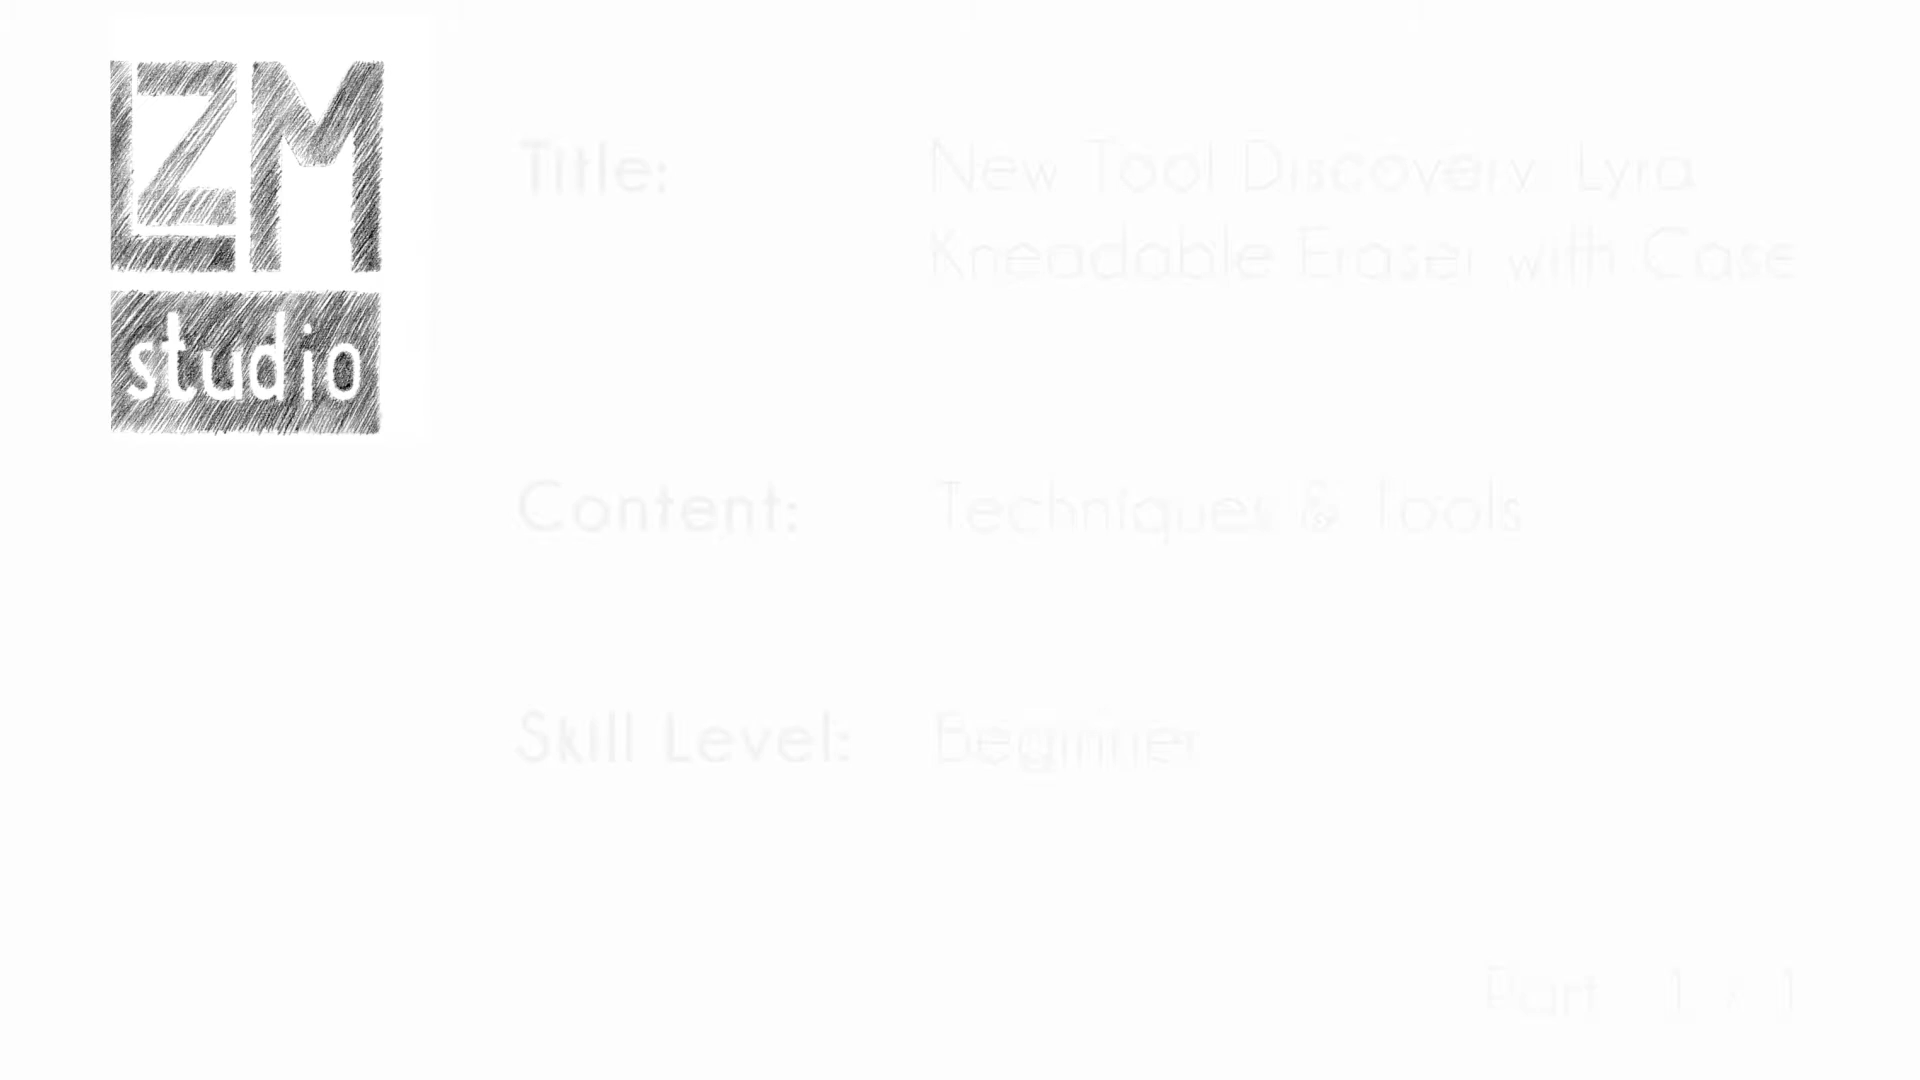 LZM
studio
Title: New Tool Discovery: Lyra
Kneadable Eraser with Case
Content: Techniques & Tools
Skill Level: Beginner
Part 1